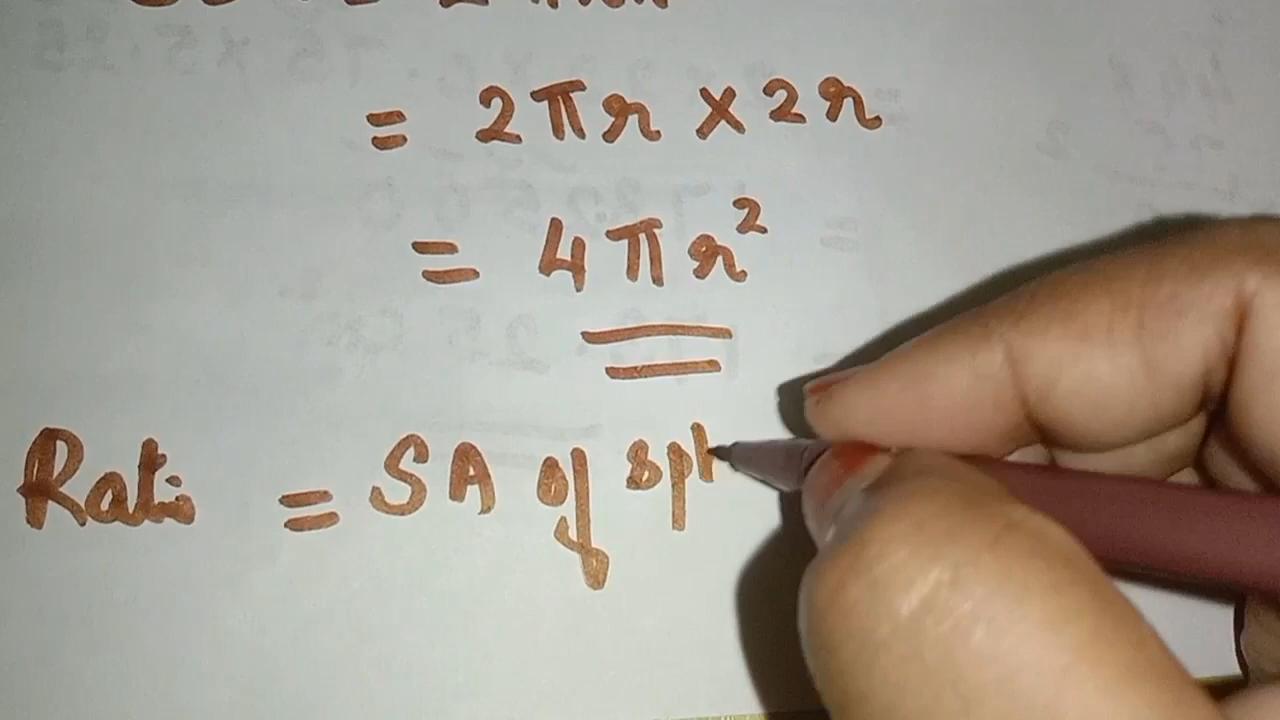 = 2πr × 2r
= 4πr²
Ratio = SA of sph